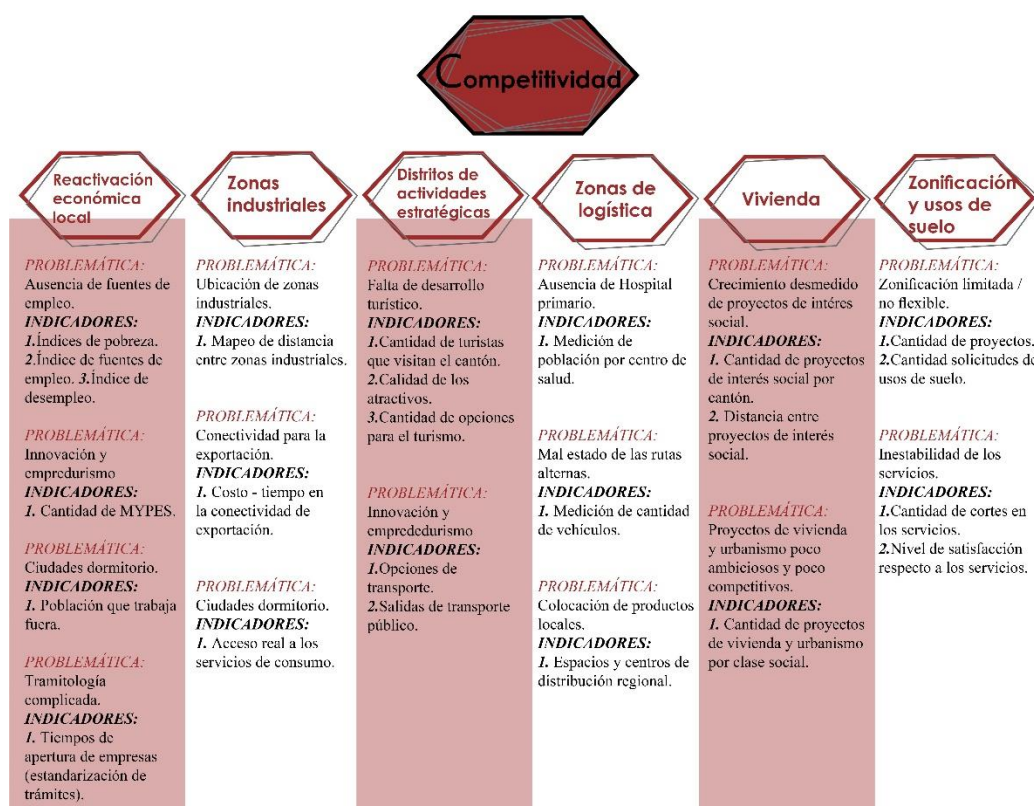 Competitividad
Reactivación
económica
local
PROBLEMÁTICA:
Ausencia de fuentes de
empleo.
INDICADORES:
1.Índices de pobreza.
2.Índice de fuentes de
empleo. 3.Índice de
desempleo.
PROBLEMÁTICA:
Innovación y
empredurismo
INDICADORES:
1. Cantidad de MYPES.
PROBLEMÁTICA:
Ciudades dormitorio.
INDICADORES:
1. Población que trabaja
fuera.
PROBLEMÁTICA:
Tramitología
complicada.
INDICADORES:
1. Tiempos de
apertura de empresas
(estandarización de
trámites).
Zonas
industriales
PROBLEMÁTICA:
Ubicación de zonas
industriales.
INDICADORES:
1. Mapeo de distancia
entre zonas industriales.
PROBLEMÁTICA:
Conectividad para la
exportación.
INDICADORES:
1. Costo - tiempo en
la conectividad de
exportación.
PROBLEMÁTICA:
Ciudades dormitorio.
INDICADORES:
1. Acceso real a los
servicios de consumo.
Distritos de
actividades
estratégicas
PROBLEMÁTICA:
Falta de desarrollo
turístico.
INDICADORES:
1.Cantidad de turistas
que visitan el cantón.
2.Calidad de los
atractivos.
3.Cantidad de opciones
para el turismo.
PROBLEMÁTICA:
Innovación y
emprededurismo
INDICADORES:
1.Opciones de
transporte.
2.Salidas de transporte
público.
Zonas de
logística
PROBLEMÁTICA:
Ausencia de Hospital
primario.
INDICADORES:
1. Medición de
población por centro de
salud.
PROBLEMÁTICA:
Mal estado de las rutas
alternas.
INDICADORES:
1. Medición de cantidad
de vehículos.
PROBLEMÁTICA:
Colocación de productos
locales.
INDICADORES:
1. Espacios y centros de
distribución regional.
Vivienda
PROBLEMÁTICA:
Crecimiento desmedido
de proyectos de intéres
social.
INDICADORES:
1. Cantidad de proyectos
de interés social por
cantón.
2. Distancia entre
proyectos de interés
social.
PROBLEMÁTICA:
Proyectos de vivienda
y urbanismo poco
ambiciosos y poco
competitivos.
INDICADORES:
1. Cantidad de proyectos
de vivienda y urbanismo
por clase social.
Zonificación
y usos de
suelo
PROBLEMÁTICA:
Zonificación limitada /
no flexible.
INDICADORES:
1.Cantidad de proyectos.
2.Cantidad solicitudes de
usos de suelo.
PROBLEMÁTICA:
Inestabilidad de los
servicios.
INDICADORES:
1.Cantidad de cortes en
los servicios.
2.Nivel de satisfacción
respecto a los servicios.